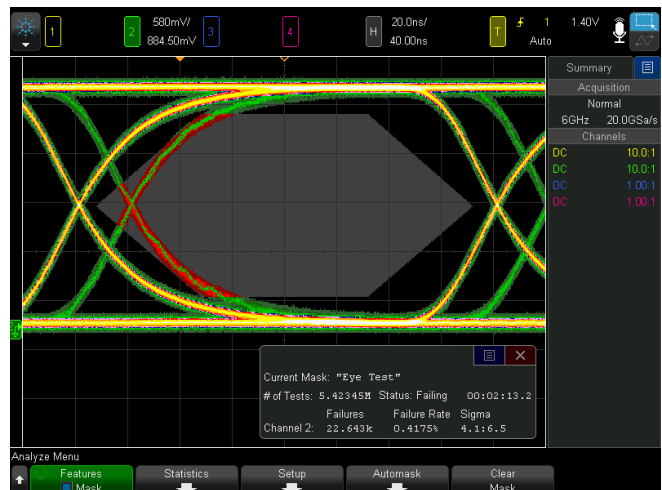 1
2
580mV/
884.50mV
3
4
H
20.0ns/
40.00ns
T
1
1.40V
Auto
Summary
Acquisition
Normal
6GHz 20.0GSa/s
Channels
DC 10.0:1
DC 10.0:1
DC 1.00:1
DC 1.00:1
Current Mask: "Eye Test"
# of Tests: 5.42345M Status: Failing 00:02:13.2
Failures Failure Rate Sigma
Channel 2: 22.643k 0.4175% 4.1:6.5
Analyze Menu
Features Statistics Setup Automask Clear
Mask Mask